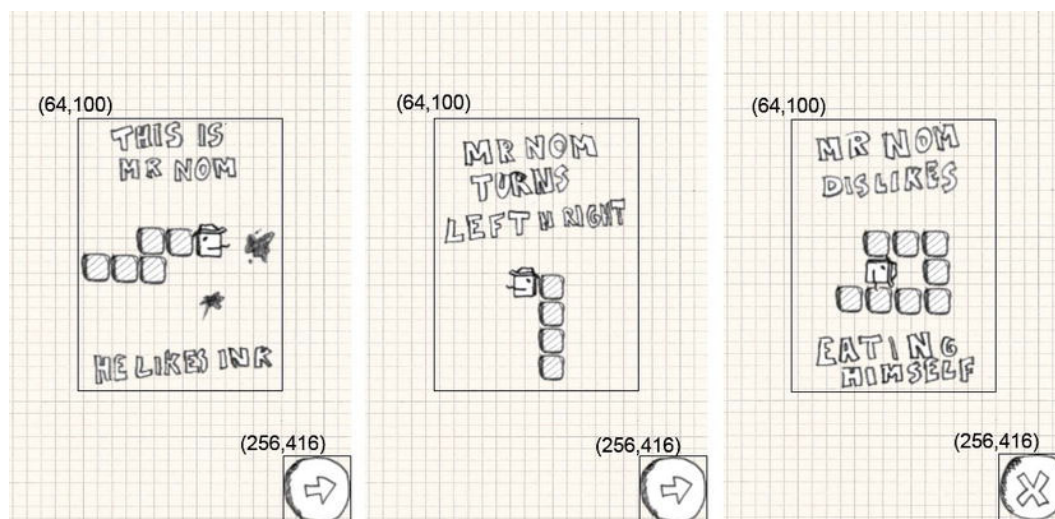 (64,100)
THIS IS
MR NOM
HE LIKES INK
(256,416)
(64,100)
MR NOM
TURNS
LEFT N RIGHT
(256,416)
(64,100)
MR NOM
DISLIKES
EATING
HIMSELF
(256,416)